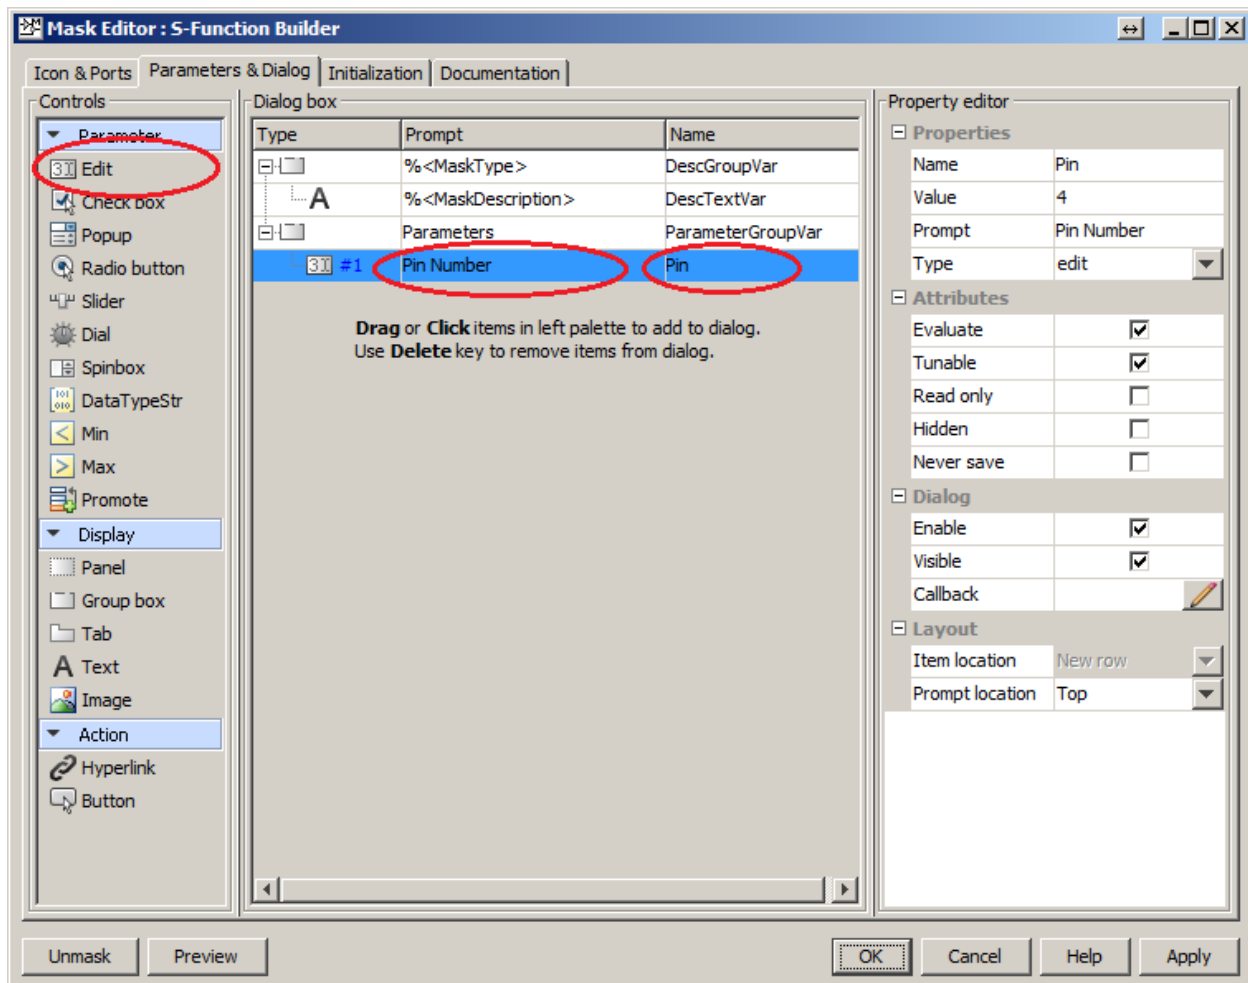 Mask Editor : S-Function Builder
Icon & Ports Parameters & Dialog Initialization Documentation
Controls
Parameter
Edit
Check box
Popup
Radio button
Slider
Dial
Spinbox
DataTypeStr
Min
Max
Promote
Display
Panel
Group box
Tab
Text
Image
Action
Hyperlink
Button
Dialog box
Type Prompt Name
%<MaskType> DescGroupVar
A %<MaskDescription> DescTextVar
Parameters ParameterGroupVar
#1 Pin Number Pin
Drag or Click items in left palette to add to dialog.
Use Delete key to remove items from dialog.
Property editor
Properties
Name Pin
Value 4
Prompt Pin Number
Type edit
Attributes
Evaluate
Tunable
Read only
Hidden
Never save
Dialog
Enable
Visible
Callback
Layout
Item location New row
Prompt location Top
Unmask Preview OK Cancel Help Apply